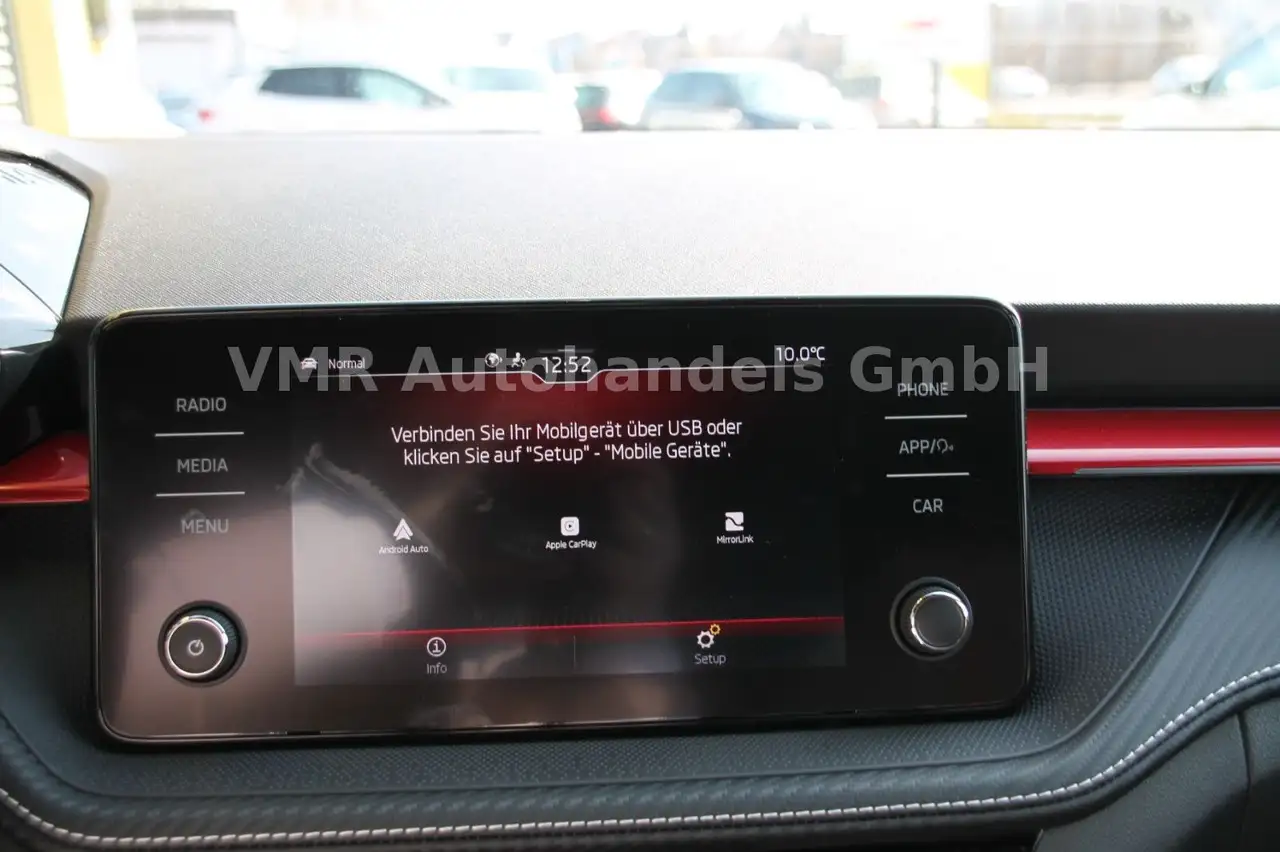 VMR Autohandels GmbH
Normal
12:52
10.0°C
RADIO
MEDIA
MENU
Verbinden Sie Ihr Mobilgerät über USB oder
klicken Sie auf "Setup" - "Mobile Geräte".
Android Auto
Apple CarPlay
MirrorLink
Info
Setup
PHONE
APP/
CAR